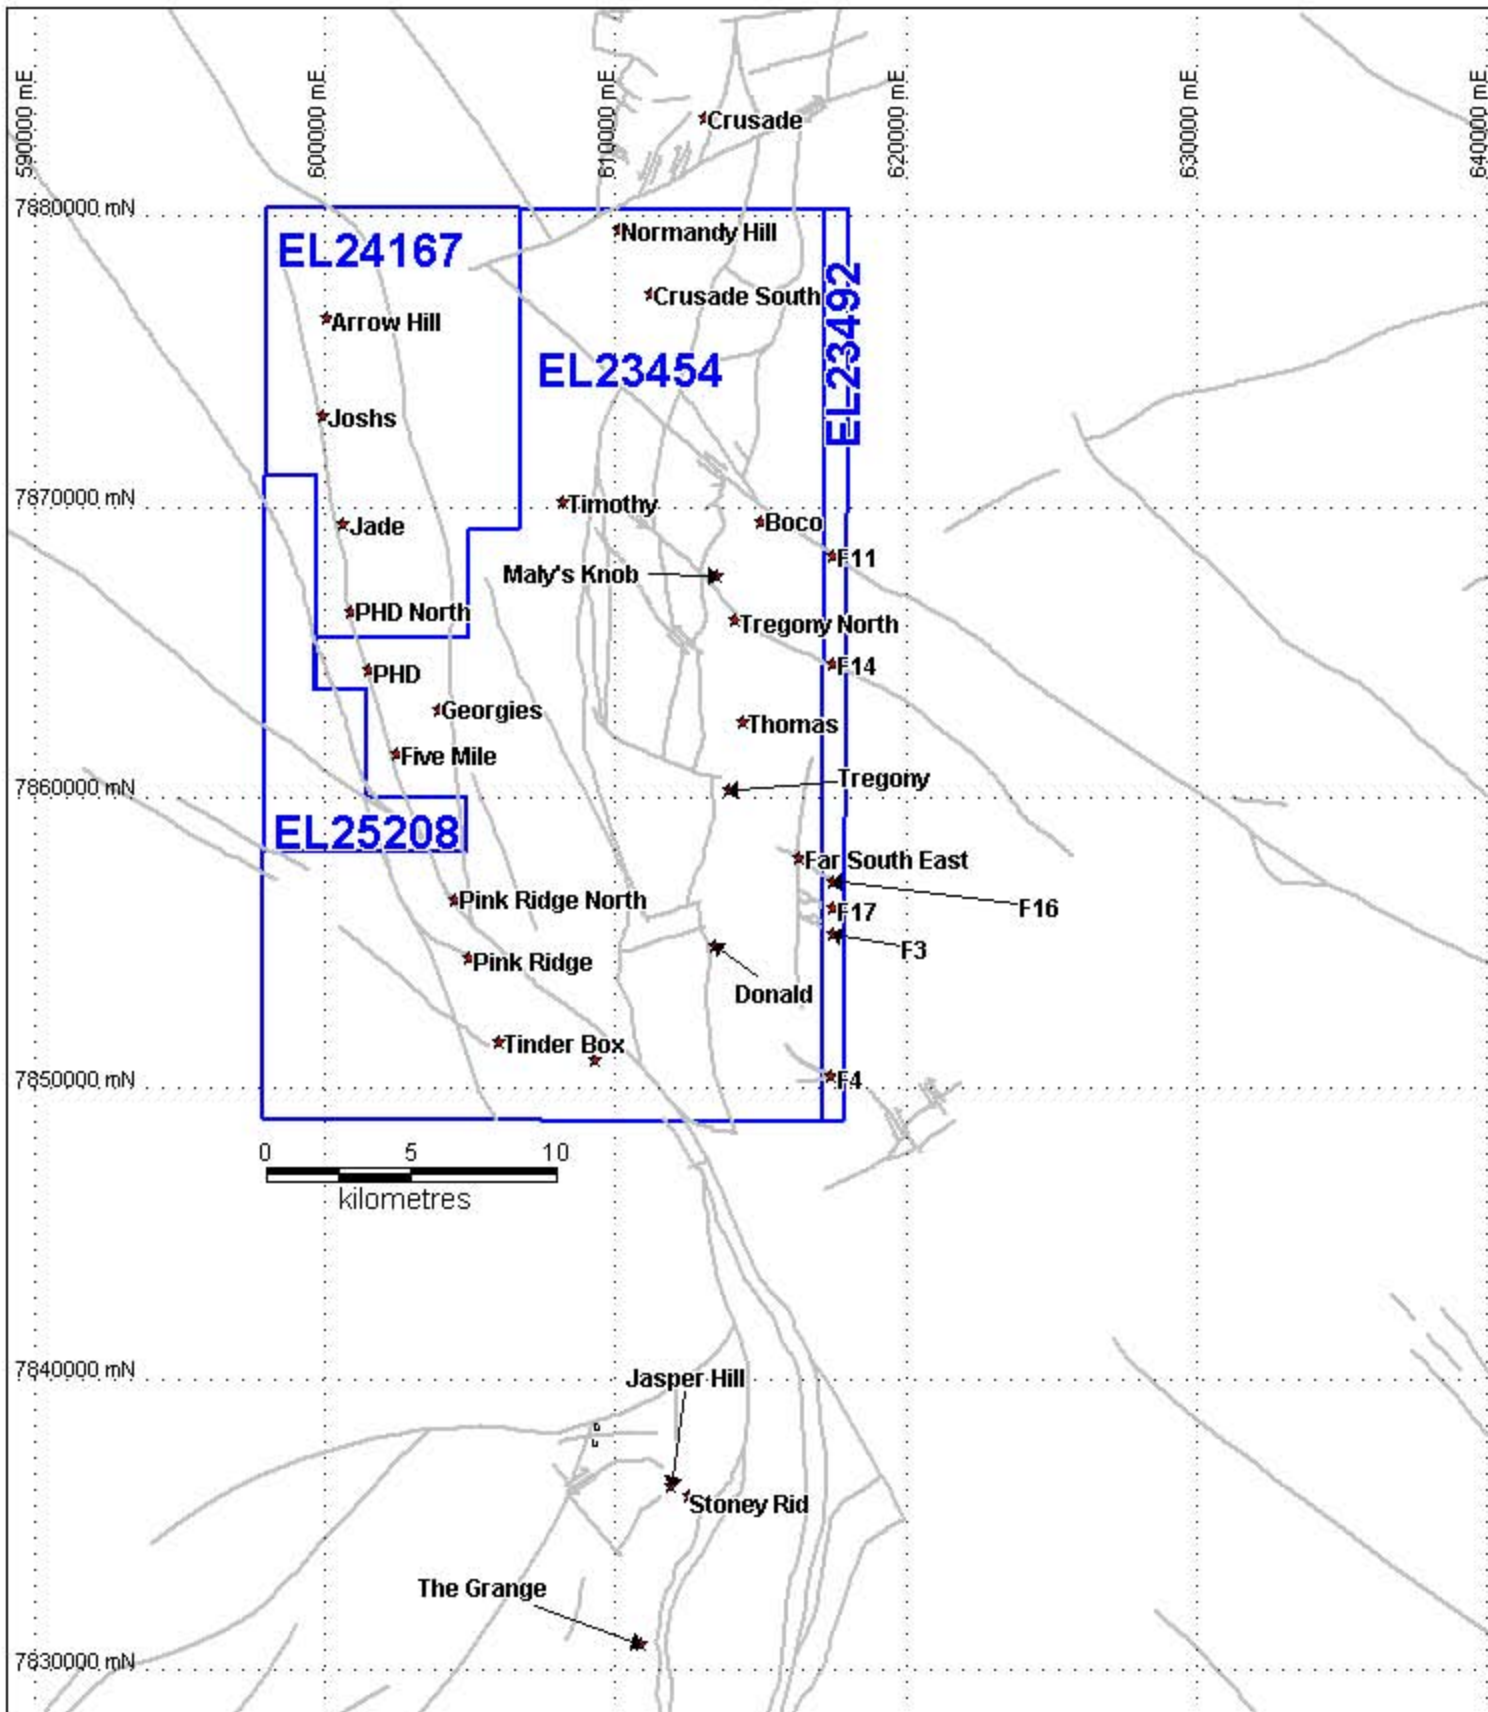 590000 mE
600000 mE
610000 mE
620000 mE
630000 mE
640000 mE
Crusade
7880000 mN
Normandy Hill
EL24167
EL23492
Crusade South
Arrow Hill
EL23454
Joshs
7870000 mN
Timothy
Jade
Boco
F11
Maly's Knob
PHD North
Tregony North
F14
PHD
Georgies
Thomas
Five Mile
Tregony
7860000 mN
EL25208
Far South East
Pink Ridge North
F16
F17
F3
Pink Ridge
Donald
Tinder Box
7850000 mN
F4
0 5 10
kilometres
7840000 mN
Jasper Hill
Stoney Rid
The Grange
7830000 mN